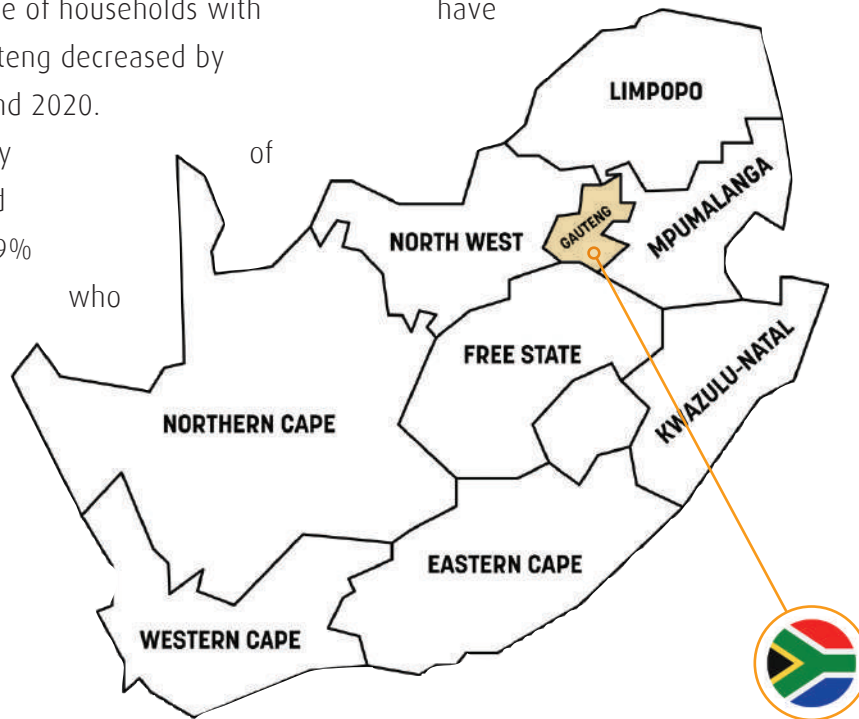 e of households with have
teng decreased by
nd 2020.
y of
d
9%
who
LIMPOPO
MPUMALANGA
GAUTENG
NORTH WEST
FREE STATE
KWAZULU-NATAL
NORTHERN CAPE
EASTERN CAPE
WESTERN CAPE